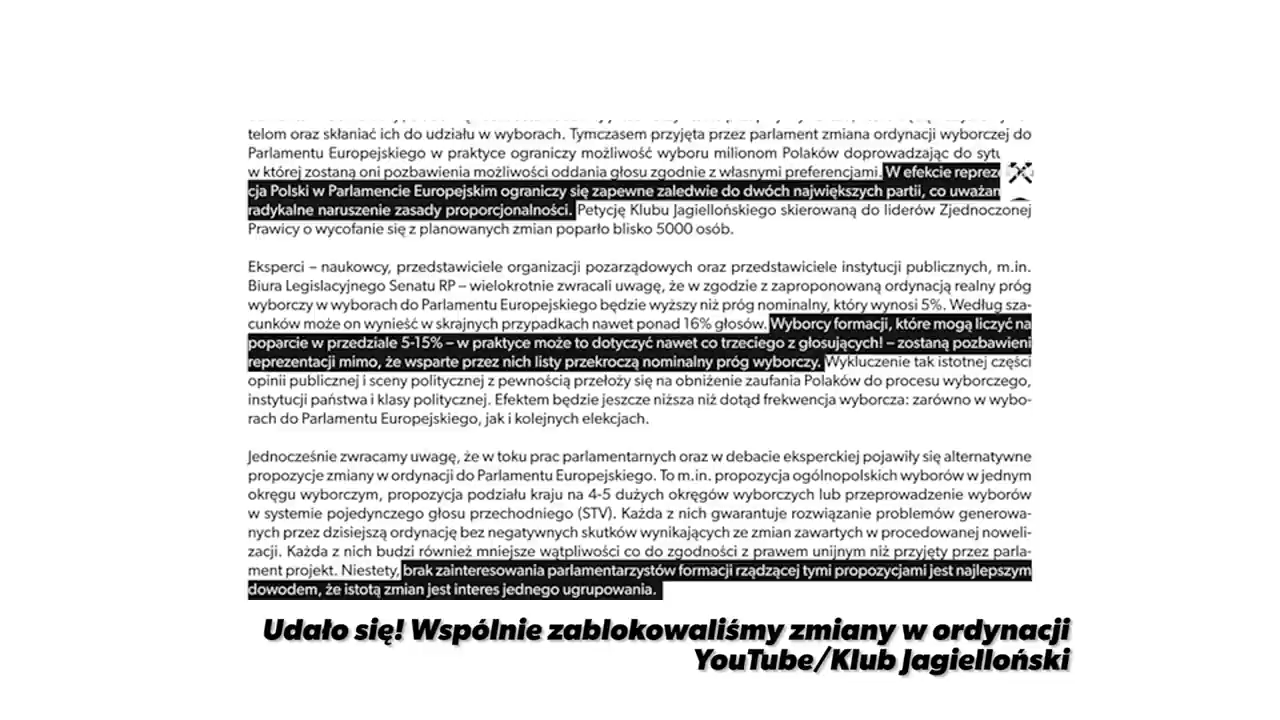 telom oraz skłaniać ich do udziału w wyborach. Tymczasem przyjęta przez parlament zmiana ordynacji wyborczej do
Parlamentu Europejskiego w praktyce ograniczy możliwość wyboru milionom Polaków doprowadzając do
w której zostaną oni pozbawienia możliwości oddania głosu zgodnie z własnymi preferencjami. W efekcie
cja Polski w Parlamencie Europejskim ograniczy się zapewne zaledwie do dwóch największych partii, co
radykalne naruszenie zasady proporcjonalności. Petycję Klubu Jagiellońskiego skierowaną do liderów Zjednoczonej
Prawicy o wycofanie się z planowanych zmian poparło blisko 5000 osób.
Eksperci – naukowcy, przedstawiciele organizacji pozarządowych oraz przedstawiciele instytucji publicznych, m.in.
Biura Legislacyjnego Senatu RP – wielokrotnie zwracali uwagę, że w zgodzie z zaproponowaną ordynacją realny próg
wyborczy w wyborach do Parlamentu Europejskiego będzie wyższy niż próg nominalny, który wynosi 5%. Według sza-
cunków może on wynieść w skrajnych przypadkach nawet ponad 16% głosów. Wyborcy formacji, które mogą liczyć na
poparcie w przedziale 5-15% – w praktyce może to dotyczyć nawet co trzeciego z głosujących! – zostaną pozbawieni
reprezentacji mimo, że wsparte przez nich listy przekroczą nominalny próg wyborczy. Wykluczenie tak istotnej części
opinii publicznej i sceny politycznej z pewnością przełoży się na obniżenie zaufania Polaków do procesu wyborczego,
instytucji państwa i klasy politycznej. Efektem będzie jeszcze niższa niż dotąd frekwencja wyborcza: zarówno w wybo-
rach do Parlamentu Europejskiego, jak i kolejnych elekcjach.
Jednocześnie zwracamy uwagę, że w toku prac parlamentarnych oraz w debacie eksperckiej pojawiły się alternatywne
propozycje zmiany w ordynacji do Parlamentu Europejskiego. To m.in. propozycja ogólnopolskich wyborów w jednym
okręgu wyborczym, propozycja podziału kraju na 4-5 dużych okręgów wyborczych lub przeprowadzenie wyborów
w systemie pojedynczego głosu przechodniego (STV). Każda z nich gwarantuje rozwiązanie problemów generowa-
nych przez dzisiejszą ordynację bez negatywnych skutków wynikających ze zmian zawartych w procedowanej noweli-
zacji. Każda z nich budzi również mniejsze wątpliwości co do zgodności z prawem unijnym niż przyjęty przez parla-
ment projekt. Niestety, brak zainteresowania parlamentarzystów formacji rządzącej tymi propozycjami jest najlepszym
dowodem, że istotą zmian jest interes jednego ugrupowania.
Udało się! Wspólnie zablokowaliśmy zmiany w ordynacji
YouTube/Klub Jagielloński